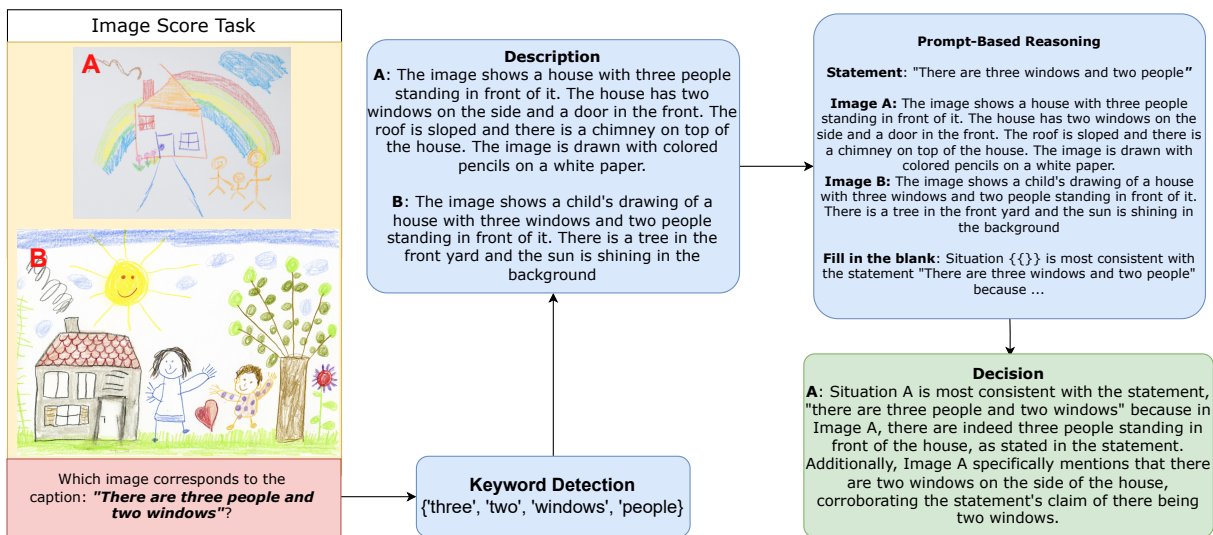 Image Score Task
A
B
Which image corresponds to the
caption: "There are three people and
two windows"?
Keyword Detection
{'three', 'two', 'windows', 'people}
Description
A: The image shows a house with three people
standing in front of it. The house has two
windows on the side and a door in the front. The
roof is sloped and there is a chimney on top of
the house. The image is drawn with colored
pencils on a white paper.
B: The image shows a child's drawing of a
house with three windows and two people
standing in front of it. There is a tree in the
front yard and the sun is shining in the
background
Prompt-Based Reasoning
Statement: "There are three windows and two people”
Image A: The image shows a house with three people
standing in front of it. The house has two windows on the
side and a door in the front. The roof is sloped and there is
a chimney on top of the house. The image is drawn with
colored pencils on a white paper.
Image B: The image shows a child's drawing of a house
with three windows and two people standing in front of it.
There is a tree in the front yard and the sun is shining in
the background
Fill in the blank: Situation {{}} is most consistent with
the statement "There are three windows and two people"
because ...
Decision
A: Situation A is most consistent with the statement,
"there are three people and two windows" because in
Image A, there are indeed three people standing in
front of the house, as stated in the statement.
Additionally, Image A specifically mentions that there
are two windows on the side of the house,
corroborating the statement's claim of there being
two windows.